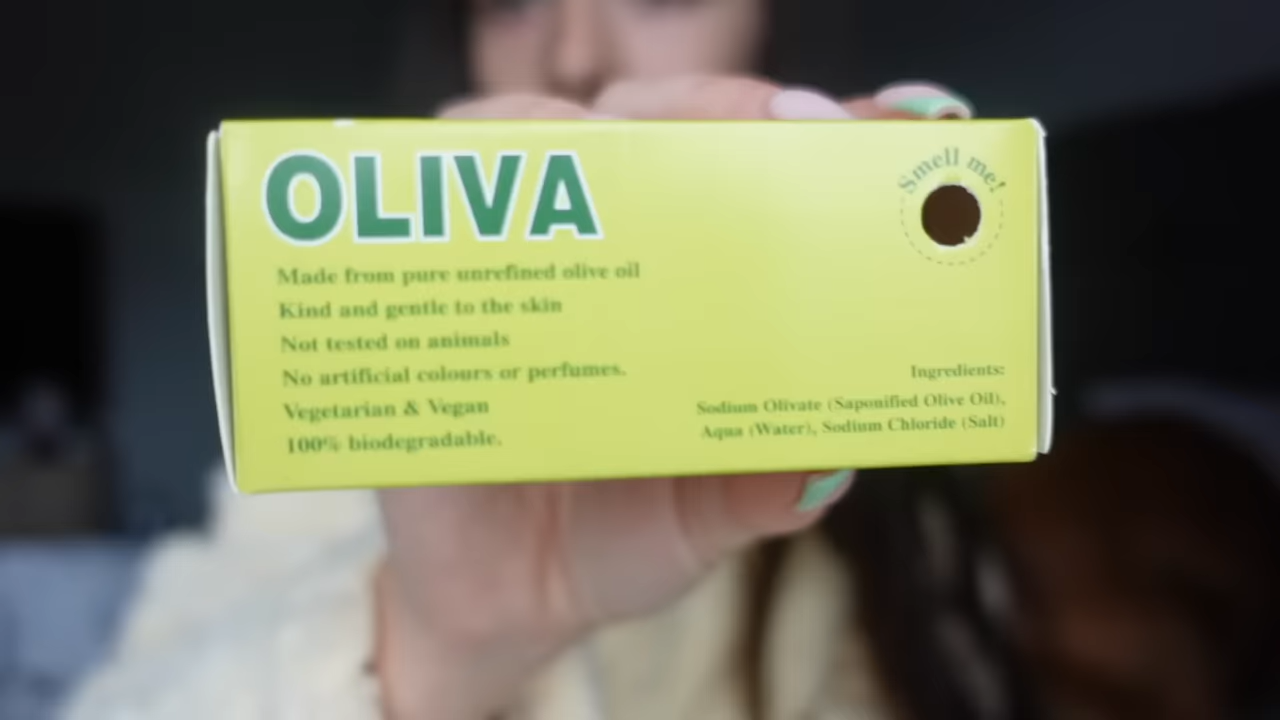 OLIVA
Smell me!
Made from pure unrefined olive oil
Kind and gentle to the skin
Not tested on animals
No artificial colours or perfumes.
Vegetarian & Vegan
100% biodegradable.
Ingredients:
Sodium Olivate (Saponified Olive Oil),
Aqua (Water), Sodium Chloride (Salt)